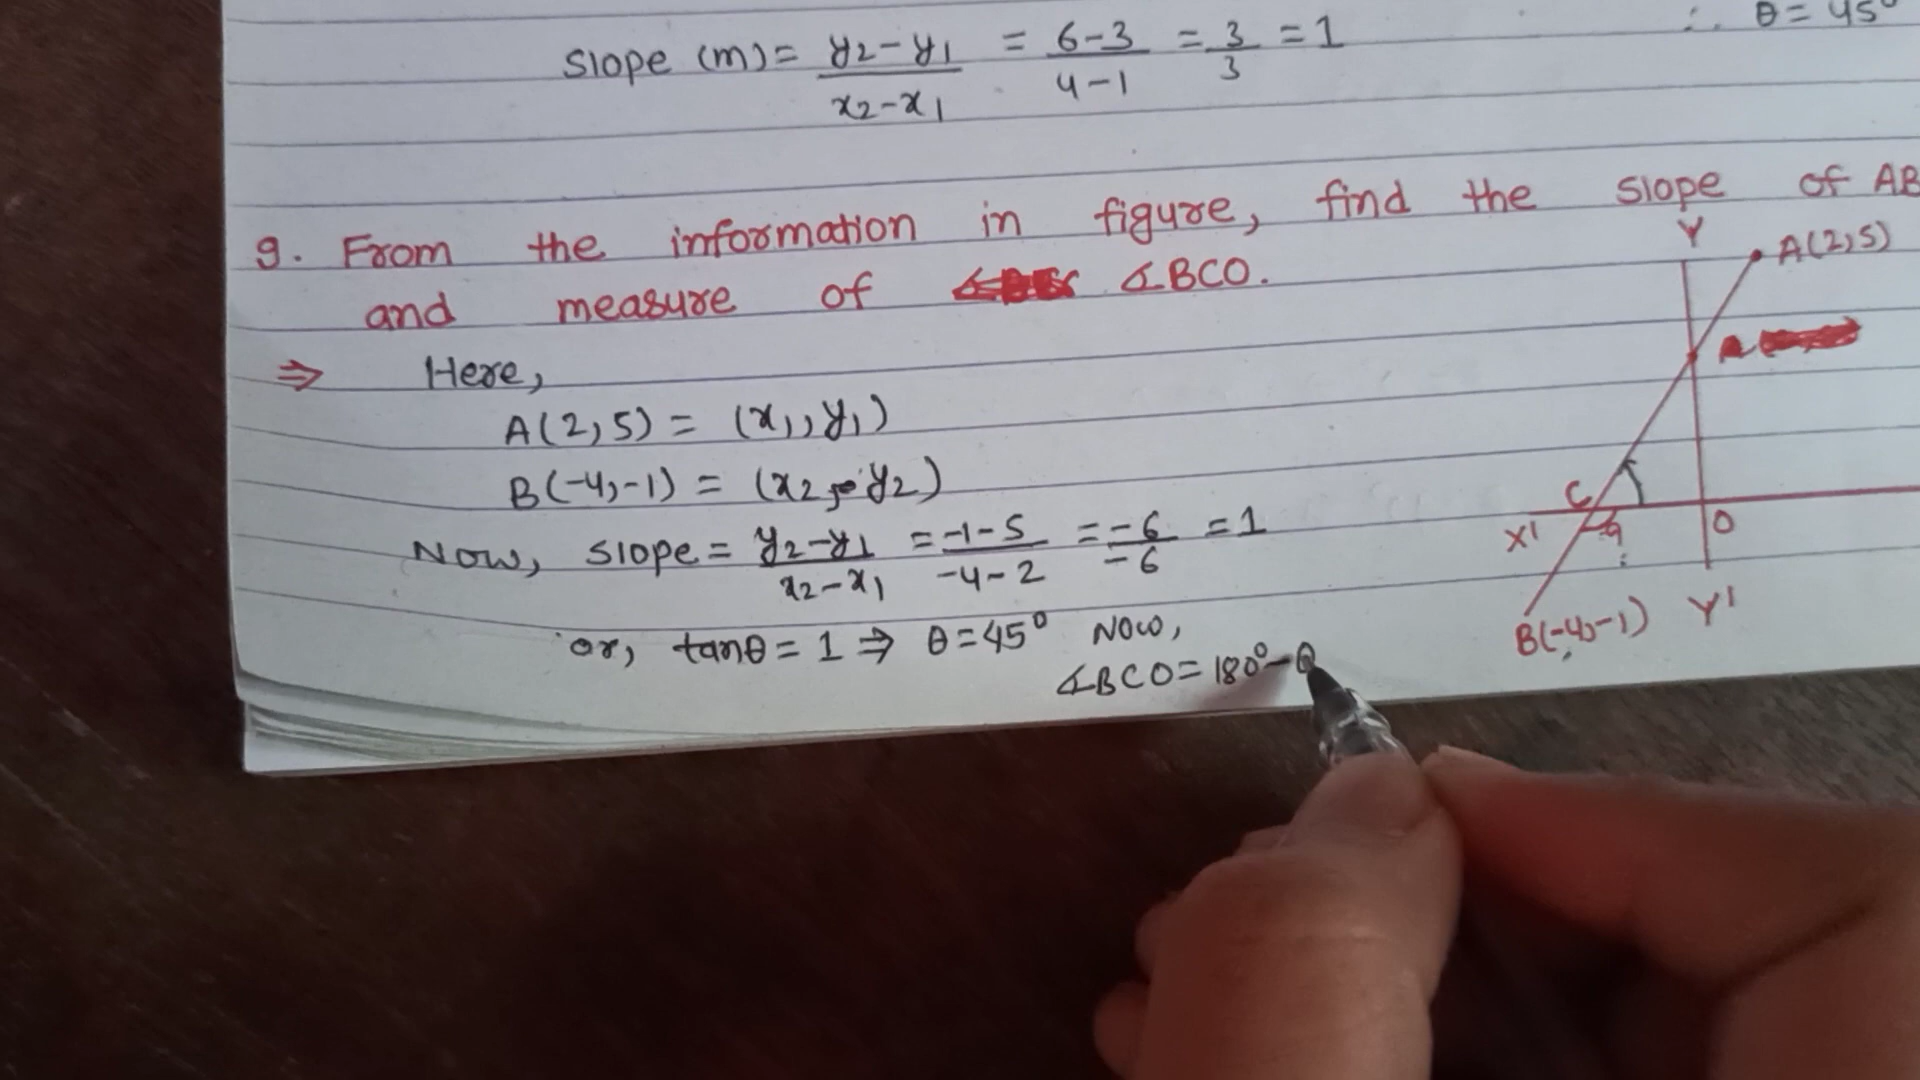 ∴ θ = 45°
Slope (m) = y2-y1 / x2-x1 = 6-3 / 4-1 = 3/3 = 1
9. From the information in figure, find the slope of AB
and measure of ∡BCO.
⇒ Here,
A(2,5) = (x1, y1)
B(-4,-1) = (x2, y2)
Now, slope = y2-y1 / x2-x1 = -1-5 / -4-2 = -6 / -6 = 1
or, tanθ = 1 ⇒ θ = 45° Now,
∡BCO = 180° - θ
Y
A(2,5)
C
X'
O
B(-4,-1)
Y'